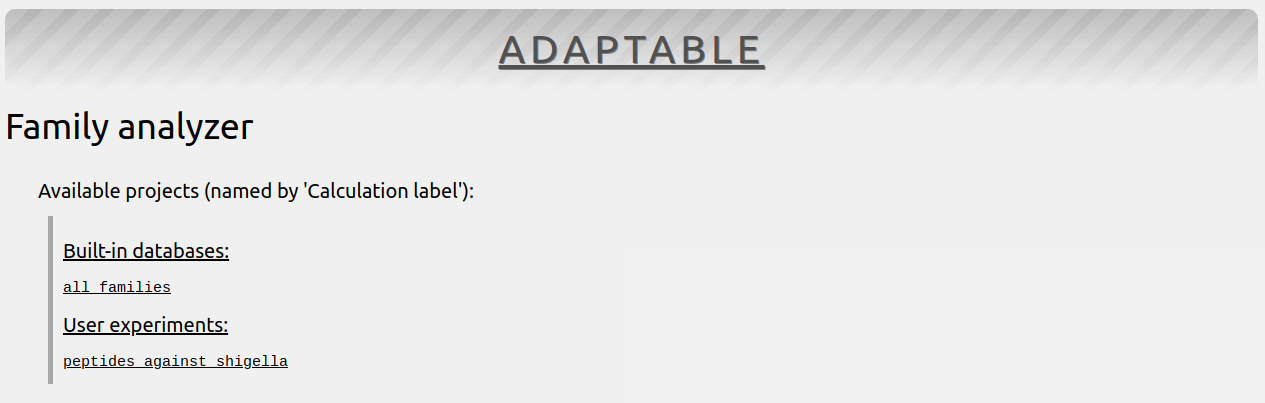 ADAPTABLE
Family analyzer
Available projects (named by 'Calculation label'):
Built-in databases:
all_families
User experiments:
peptides_against_shigella